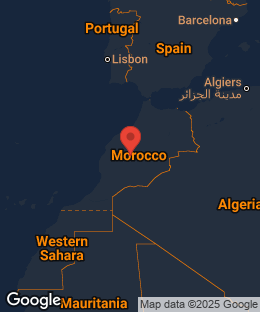 Barcelona
Portugal
Spain
Lisbon
Algiers
مدينة الجزائر
Morocco
Algeria
Western
Sahara
Google
Mauritania
Map data ©2025 Google